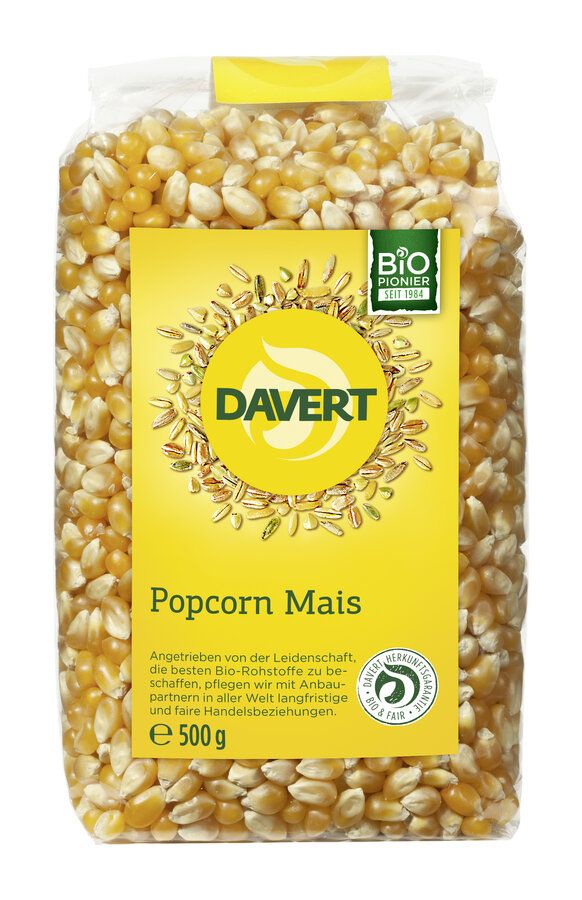 BiO
PIONIER
SEIT 1984
DAVERT
Popcorn Mais
Angetrieben von der Leidenschaft,
die besten Bio-Rohstoffe zu be-
schaffen, pflegen wir mit Anbau-
partnern in aller Welt langfristige
und faire Handelsbeziehungen.
DAVERT HERKUNFTSGARANTIE
• BIO & FAIR •
℮ 500 g